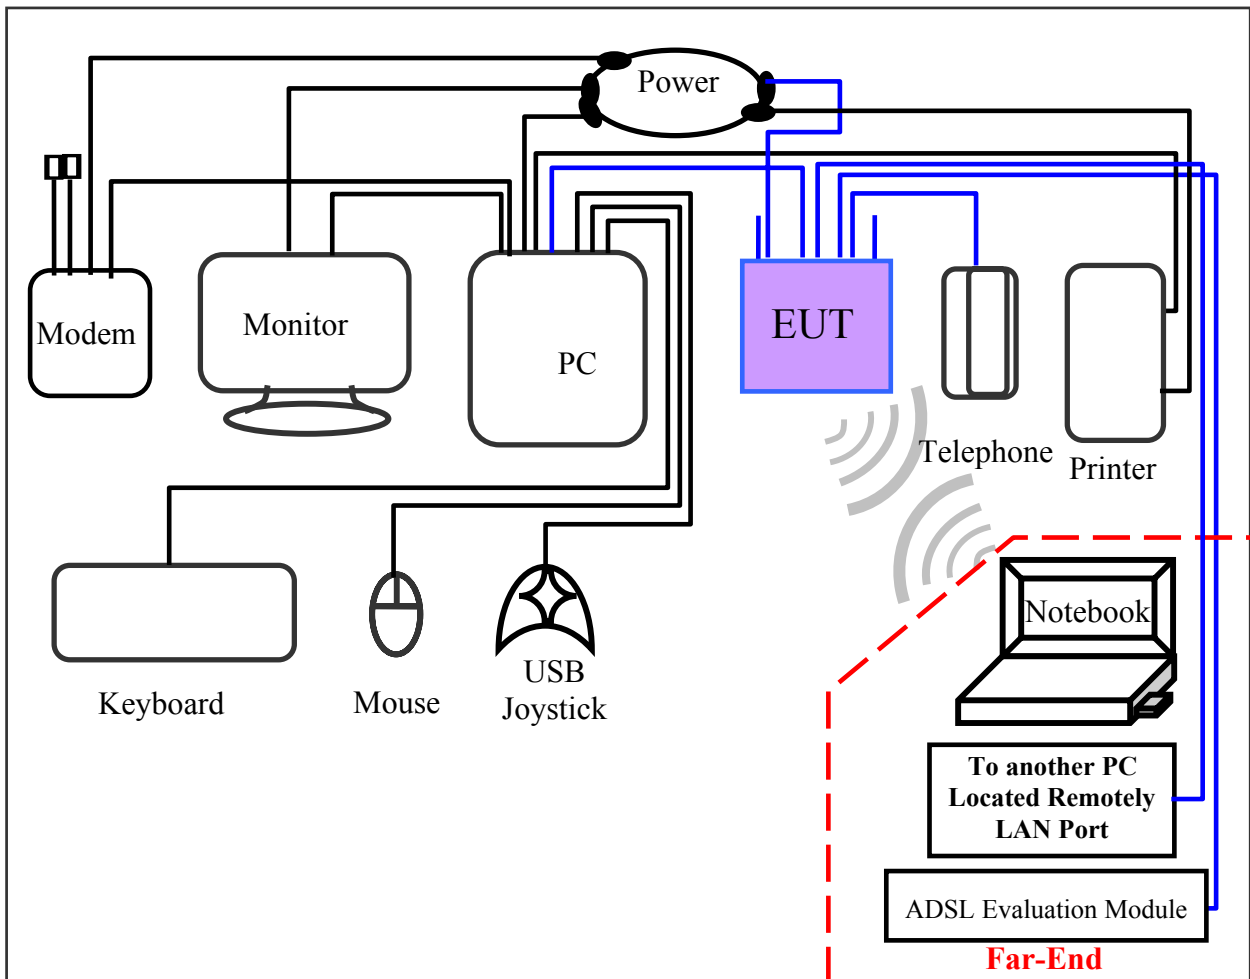 Power
Modem
Monitor
PC
EUT
Telephone
Printer
Notebook
Keyboard
Mouse
USB
Joystick
To another PC
Located Remotely
LAN Port
ADSL Evaluation Module
Far-End